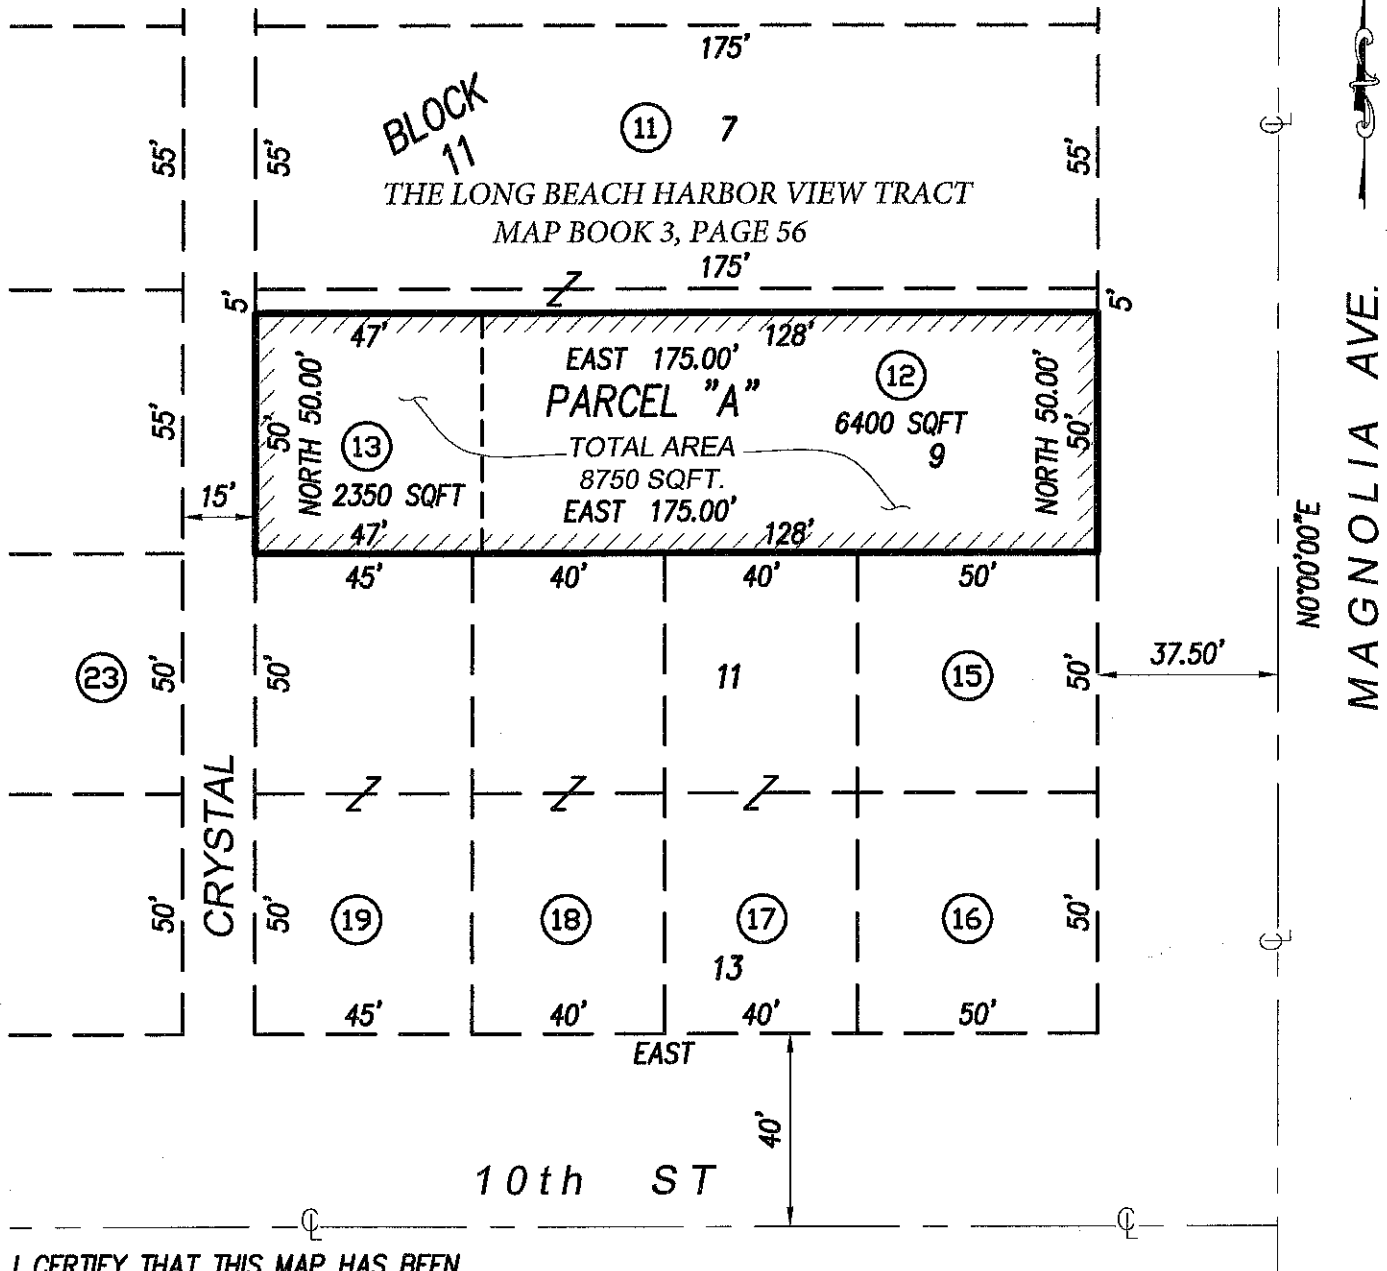 175'
BLOCK
11
11 7
55' 55' 55'
THE LONG BEACH HARBOR VIEW TRACT
MAP BOOK 3, PAGE 56
175'
5' 5'
47' 128'
EAST 175.00'
PARCEL "A"
12
6400 SQFT
9
55'
50'
NORTH 50.00'
13
2350 SQFT
TOTAL AREA
8750 SQFT.
EAST 175.00'
NORTH 50.00'
50'
15'
47' 128'
45' 40' 40' 50'
MAGNOLIA AVE.
N0°00'00"E
23 50' 50' 11 15 50'
37.50'
CRYSTAL
50' 50' 19 18 17 16 50'
13
45' 40' 40' 50'
EAST
40'
10th ST
I CERTIFY THAT THIS MAP HAS BEEN